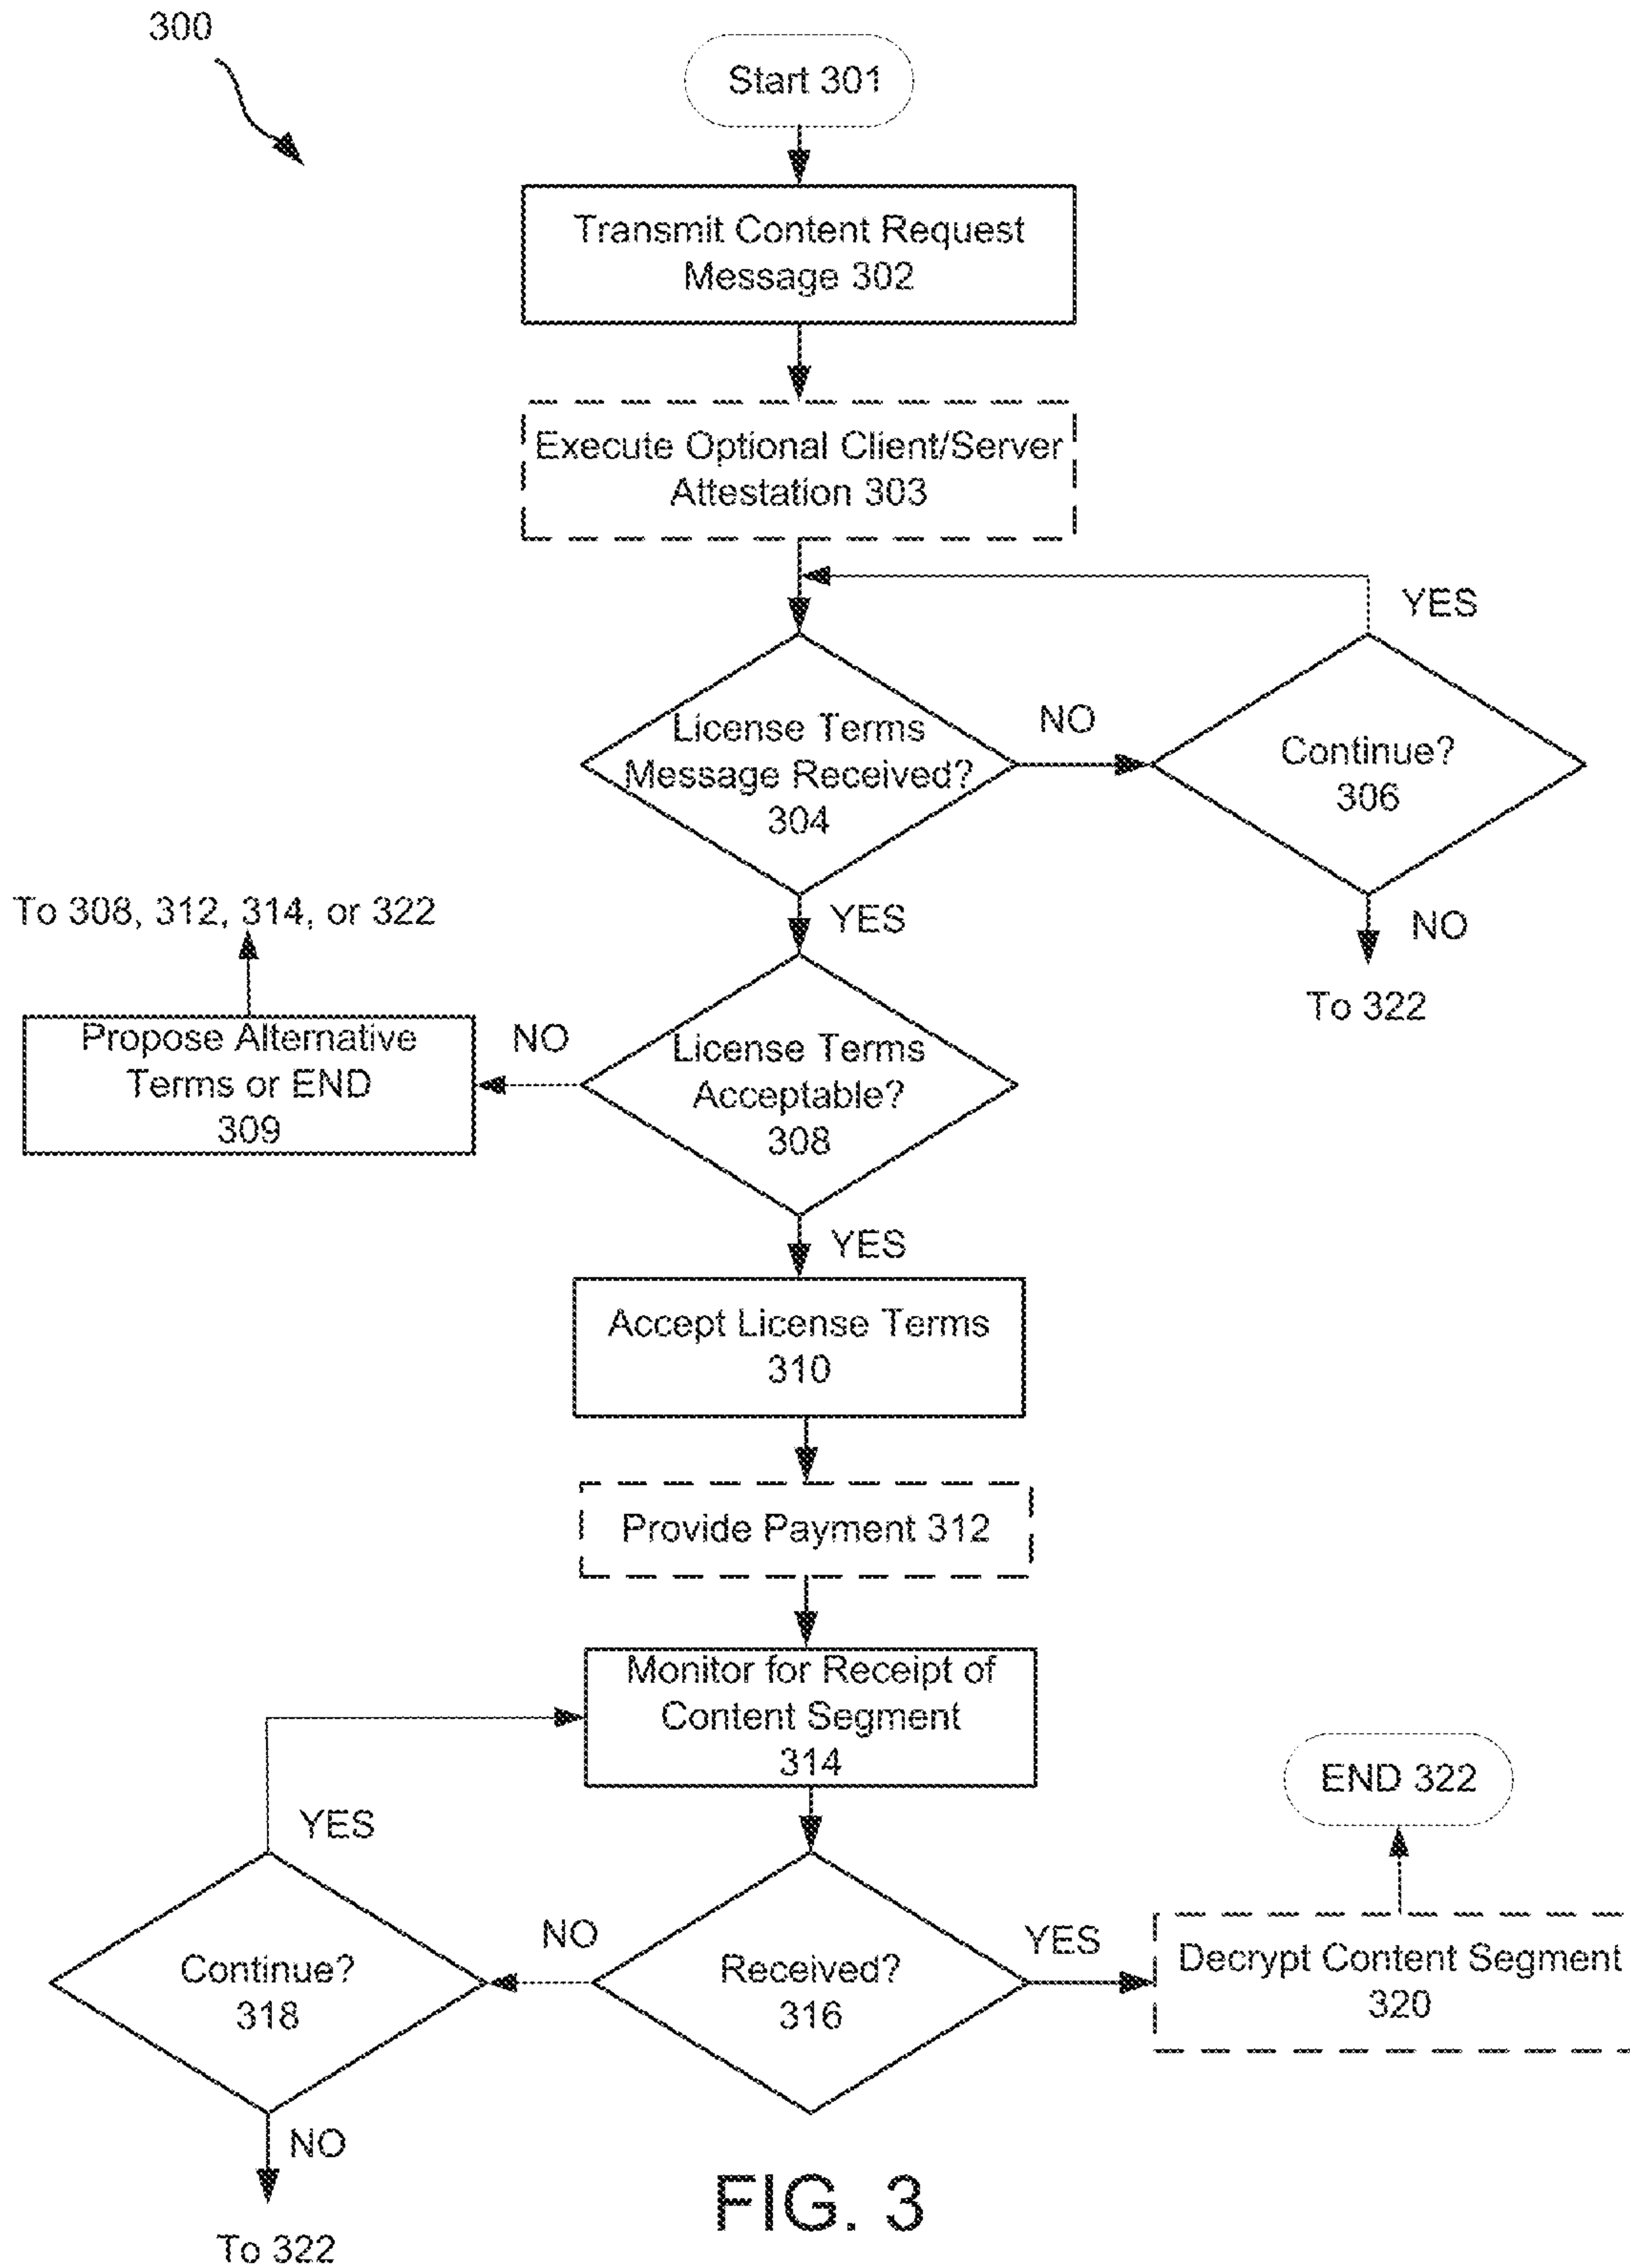 300
Start 301
Transmit Content Request
Message 302
Execute Optional Client/Server
Attestation 303
YES
License Terms
Message Received?
304
NO
Continue?
306
YES
NO
To 322
To 308, 312, 314, or 322
Propose Alternative
Terms or END
309
NO
License Terms
Acceptable?
308
YES
Accept License Terms
310
Provide Payment 312
Monitor for Receipt of
Content Segment
314
END 322
YES
Continue?
318
NO
Received?
316
YES
Decrypt Content Segment
320
NO
To 322
FIG. 3